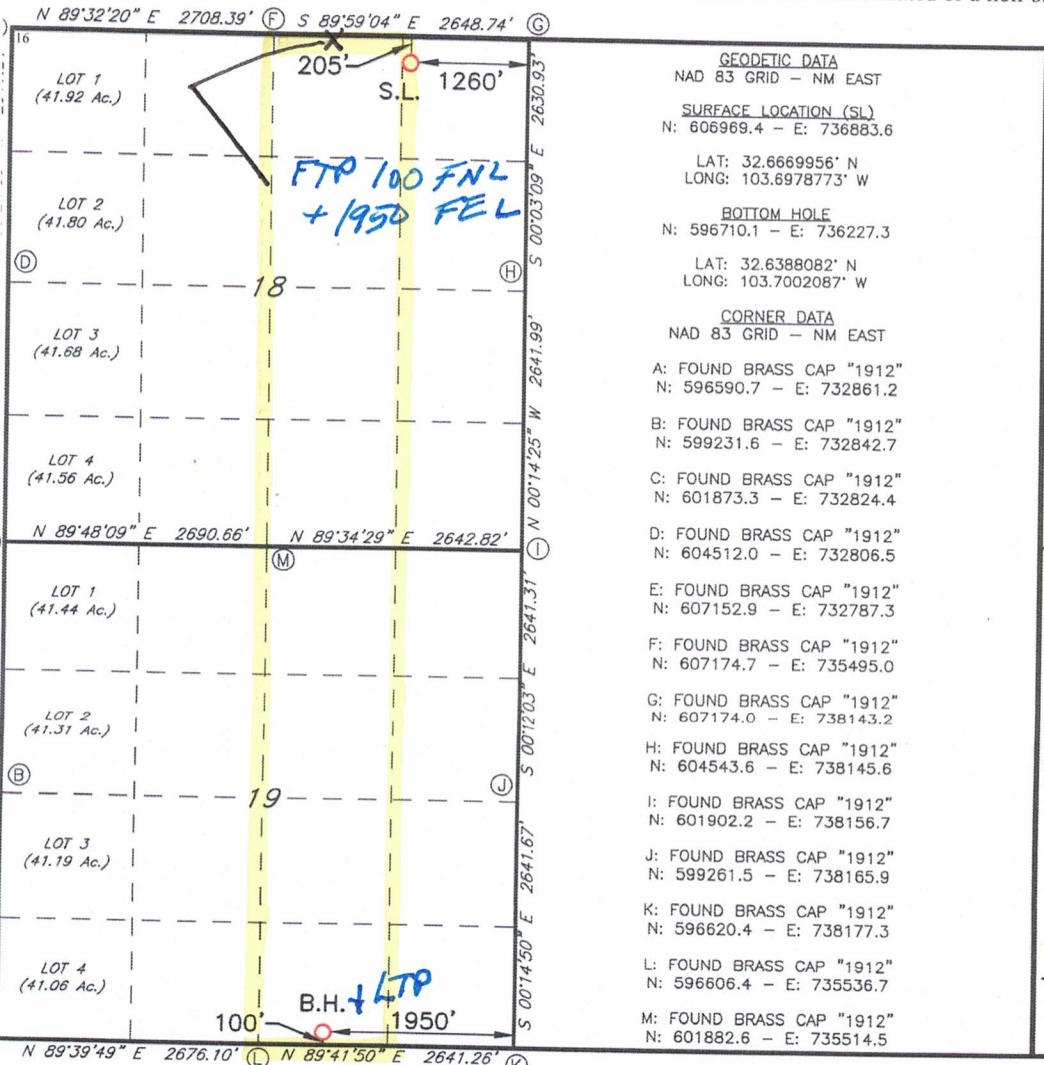 N 89°32'20" E 2708.39' F S 89°59'04" E 2648.74' G
16
LOT 1
(41.92 Ac.)
205'
S.L.
1260'
S 00°03'09" E 2630.93'
FTP 100 FNL
+ 1950 FEL
LOT 2
(41.80 Ac.)
D
18
H
LOT 3
(41.68 Ac.)
N 00°14'25" W 2641.99'
LOT 4
(41.56 Ac.)
N 89°48'09" E 2690.66' N 89°34'29" E 2642.82'
I
M
LOT 1
(41.44 Ac.)
S 00°12'03" E 2641.31'
LOT 2
(41.31 Ac.)
B
19
J
LOT 3
(41.19 Ac.)
S 00°14'50" E 2641.67'
LOT 4
(41.06 Ac.)
B.H. + LTP
100'
1950'
N 89°39'49" E 2676.10' L N 89°41'50" E 2641.26' K
GEODETIC DATA
NAD 83 GRID – NM EAST
SURFACE LOCATION (SL)
N: 606969.4 – E: 736883.6
LAT: 32.6669956° N
LONG: 103.6978773° W
BOTTOM HOLE
N: 596710.1 – E: 736227.3
LAT: 32.6388082° N
LONG: 103.7002087° W
CORNER DATA
NAD 83 GRID – NM EAST
A: FOUND BRASS CAP "1912"
N: 596590.7 – E: 732861.2
B: FOUND BRASS CAP "1912"
N: 599231.6 – E: 732842.7
C: FOUND BRASS CAP "1912"
N: 601873.3 – E: 732824.4
D: FOUND BRASS CAP "1912"
N: 604512.0 – E: 732806.5
E: FOUND BRASS CAP "1912"
N: 607152.9 – E: 732787.3
F: FOUND BRASS CAP "1912"
N: 607174.7 – E: 735495.0
G: FOUND BRASS CAP "1912"
N: 607174.0 – E: 738143.2
H: FOUND BRASS CAP "1912"
N: 604543.6 – E: 738145.6
I: FOUND BRASS CAP "1912"
N: 601902.2 – E: 738156.7
J: FOUND BRASS CAP "1912"
N: 599261.5 – E: 738165.9
K: FOUND BRASS CAP "1912"
N: 596620.4 – E: 738177.3
L: FOUND BRASS CAP "1912"
N: 596606.4 – E: 735536.7
M: FOUND BRASS CAP "1912"
N: 601882.6 – E: 735514.5